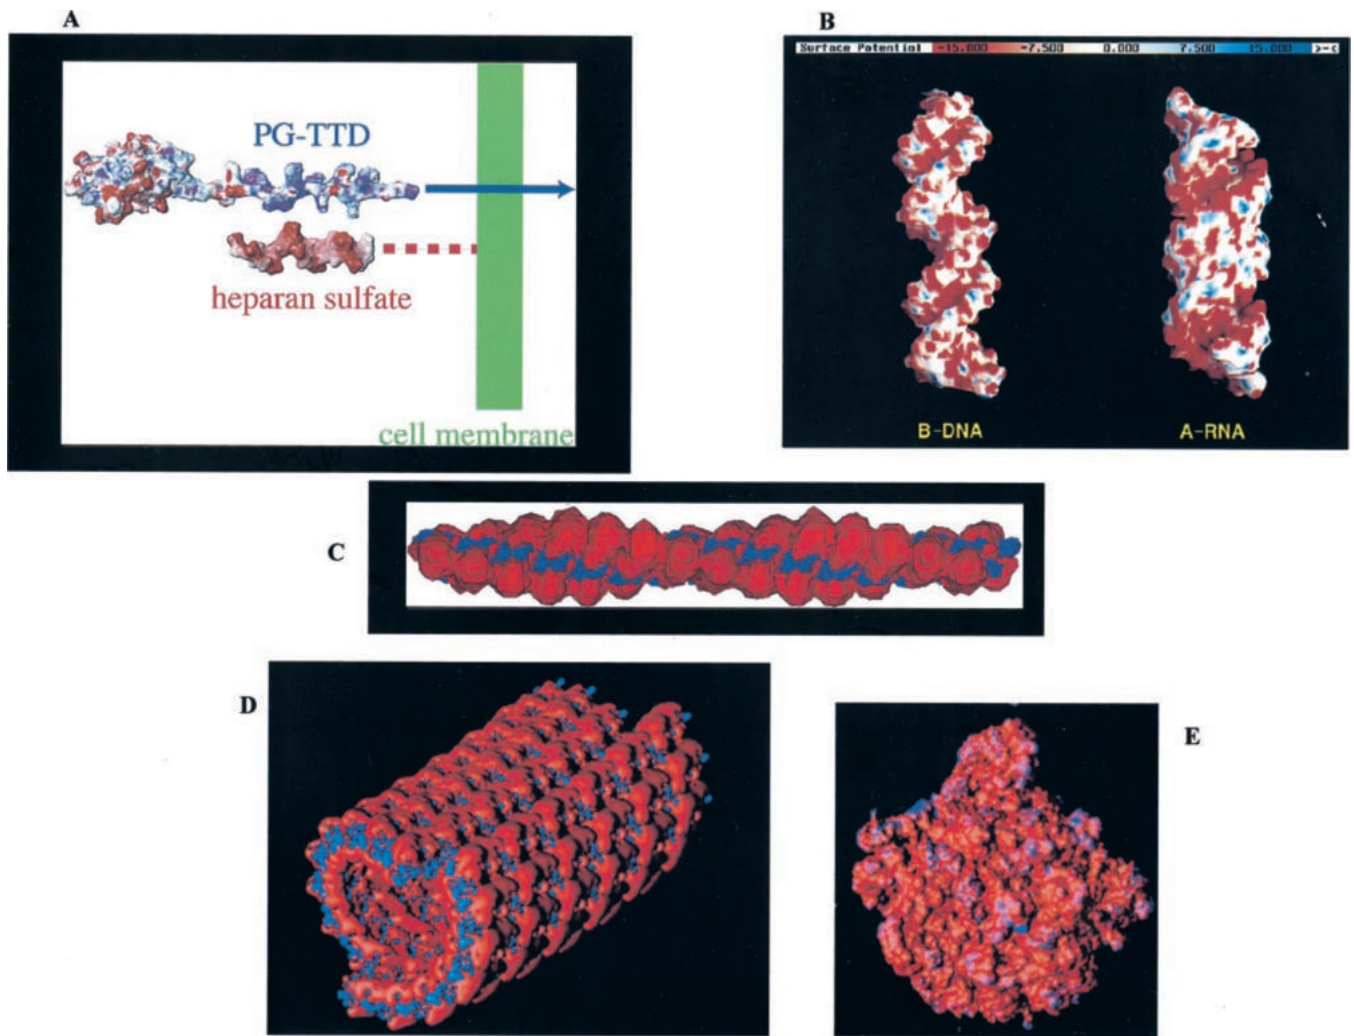 A
PG-TTD
heparan sulfate
cell membrane
B
Surface Potential -15.000 -7.500 0.000 7.500 15.000 >-<
B-DNA
A-RNA
C
D
E